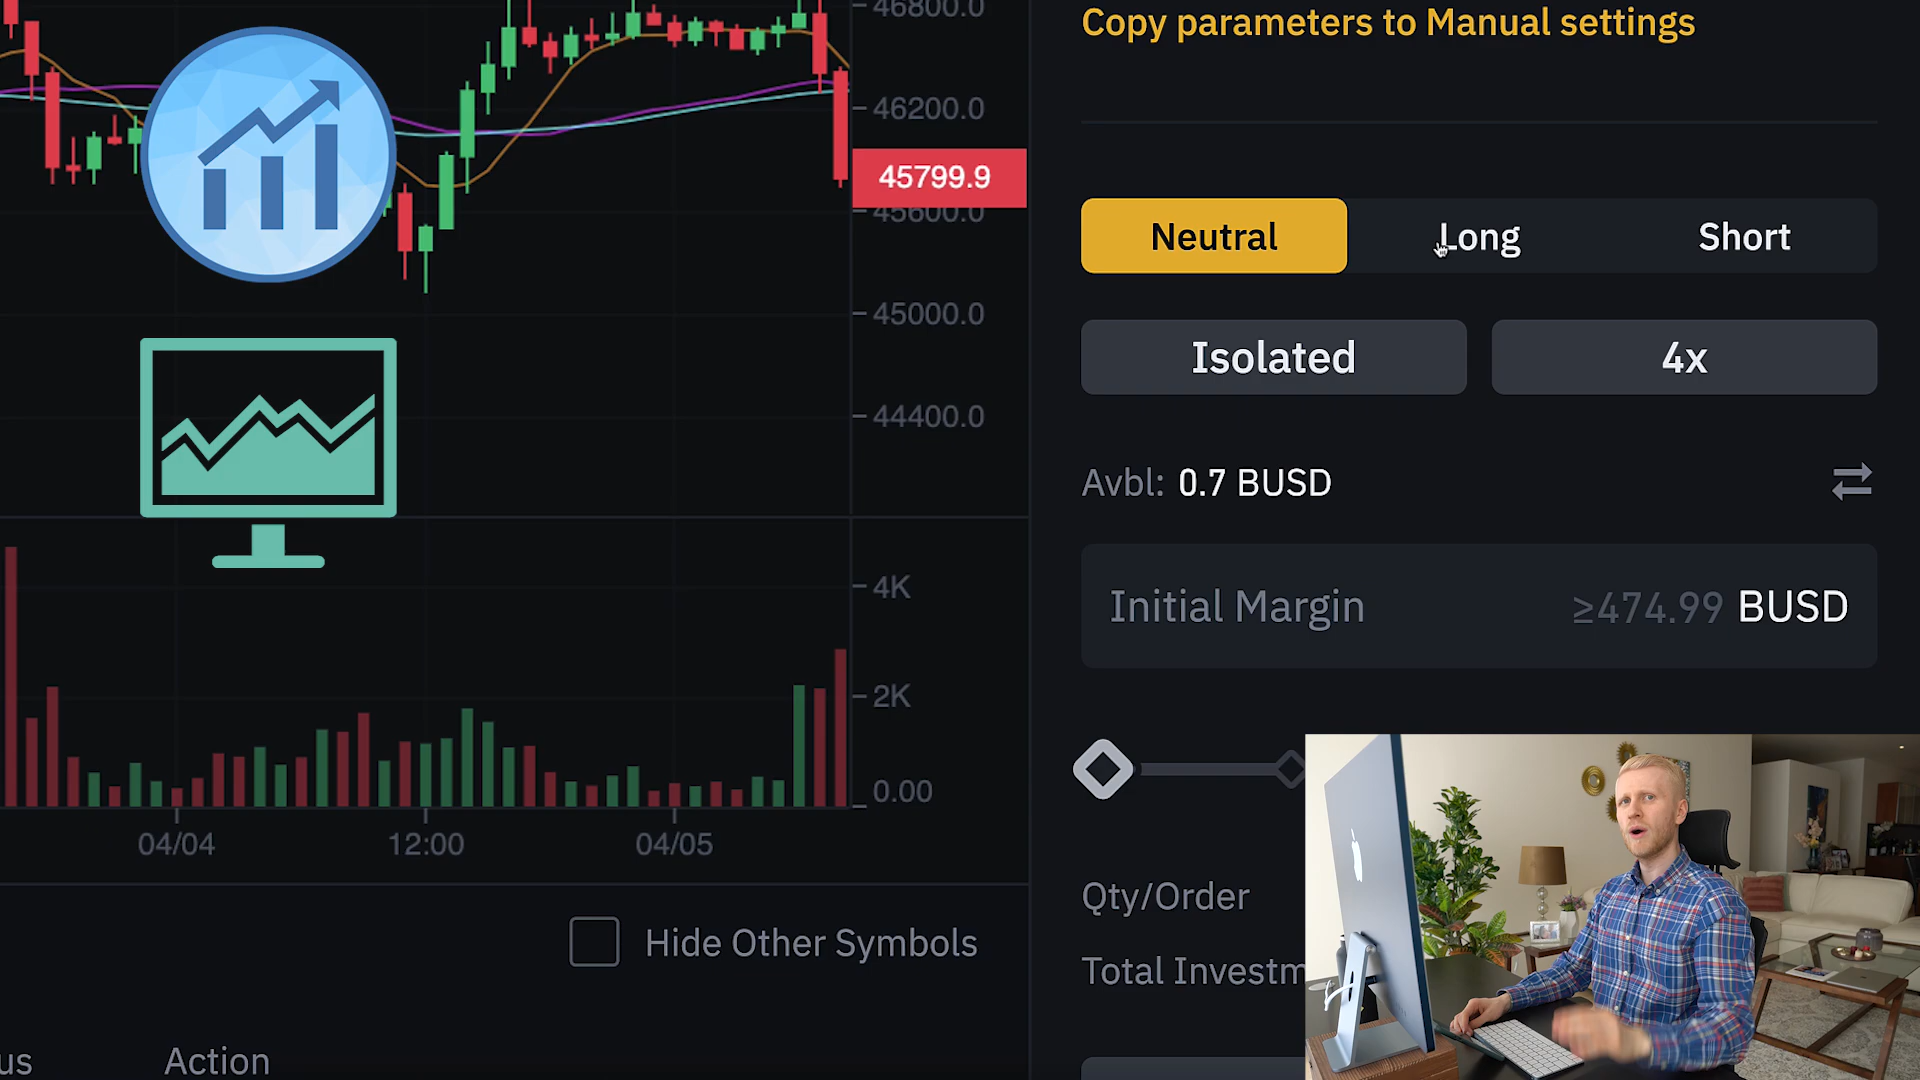 46800.0
46200.0
45799.9
45600.0
45000.0
44400.0
4K
2K
0.00
04/04 12:00 04/05
Hide Other Symbols
us Action
Copy parameters to Manual settings
Neutral Long Short
Isolated 4x
Avbl: 0.7 BUSD
Initial Margin ≥474.99 BUSD
Qty/Order
Total Investm